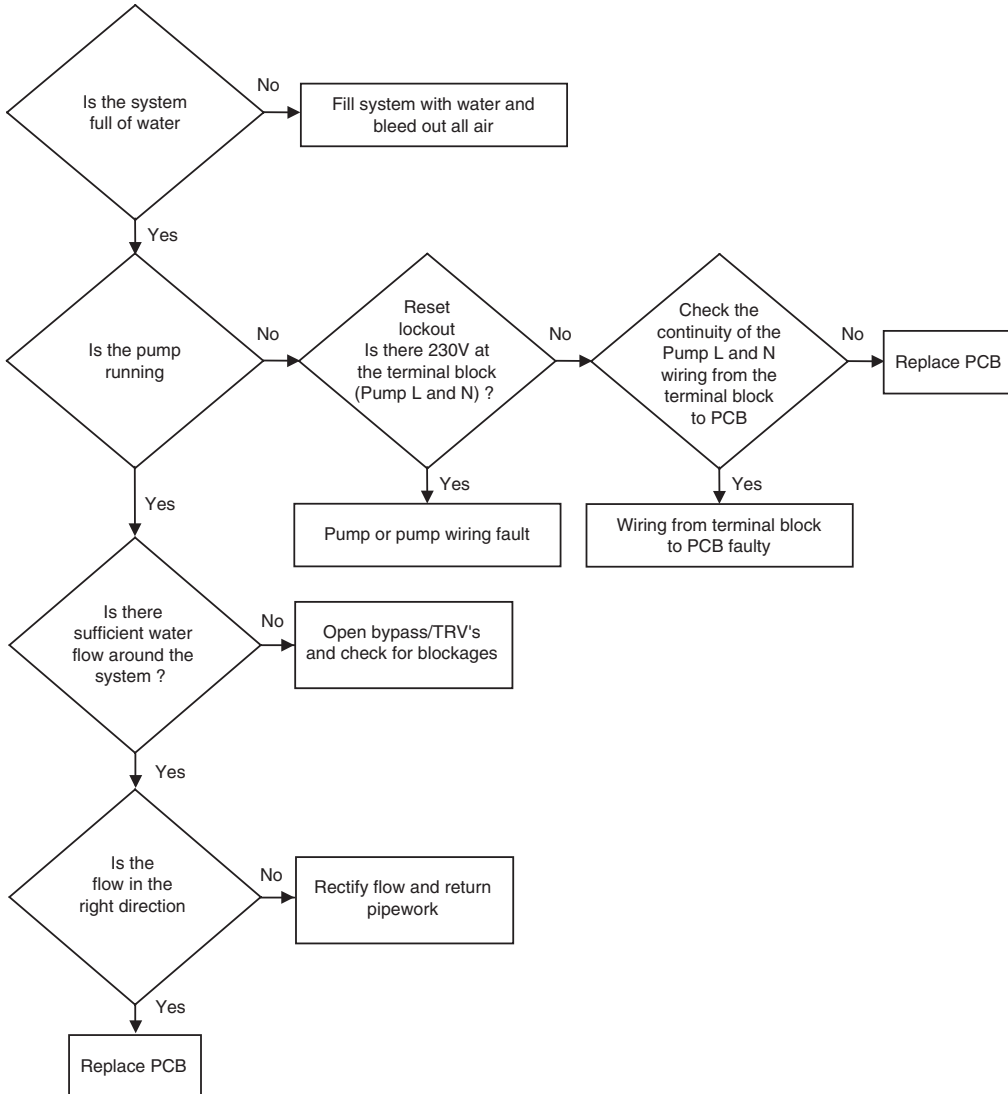 Is the system
full of water
No
Fill system with water and
bleed out all air
Yes
Is the pump
running
No
Reset
lockout
Is there 230V at
the terminal block
(Pump L and N) ?
No
Check the
continuity of the
Pump L and N
wiring from the
terminal block
to PCB
No
Replace PCB
Yes
Pump or pump wiring fault
Yes
Wiring from terminal block
to PCB faulty
Yes
Is there
sufficient water
flow around the
system ?
No
Open bypass/TRV's
and check for blockages
Yes
Is the
flow in the
right direction
No
Rectify flow and return
pipework
Yes
Replace PCB